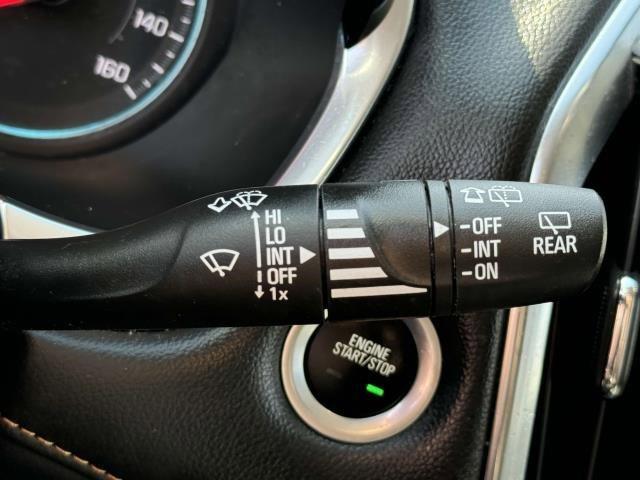 140
160
HI
LO
INT
OFF
1x
-OFF
-INT
-ON
REAR
ENGINE
START/STOP